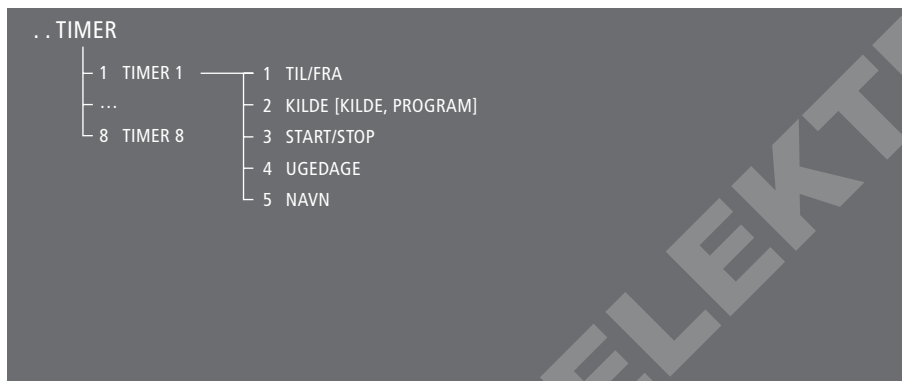 . . TIMER
1 TIMER 1
1 TIL/FRA
…
2 KILDE [KILDE, PROGRAM]
8 TIMER 8
3 START/STOP
4 UGEDAGE
5 NAVN